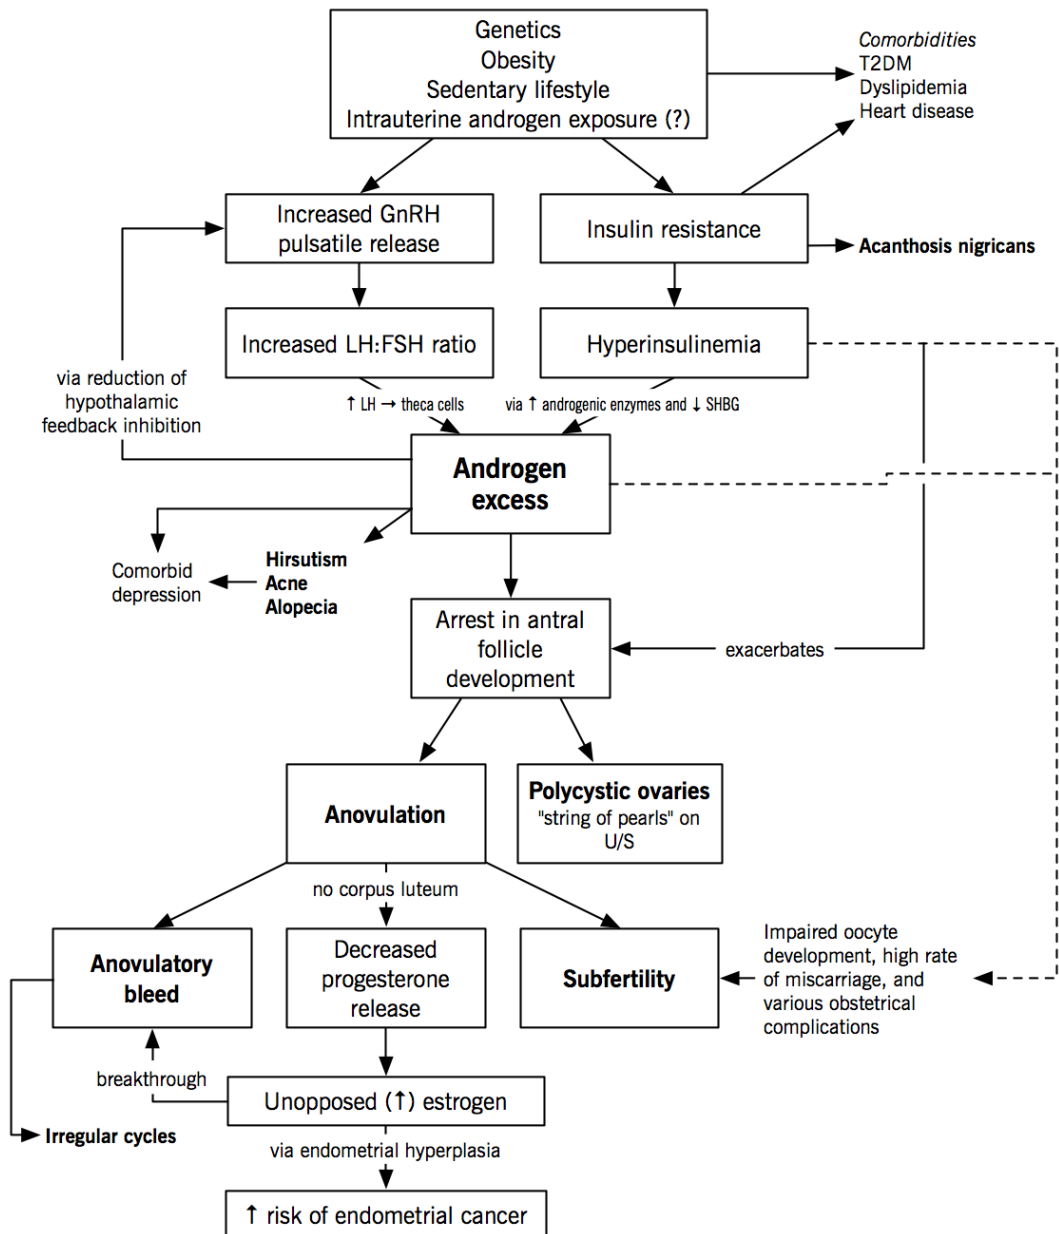 Genetics
Obesity
Sedentary lifestyle
Intrauterine androgen exposure (?)
Comorbidities
T2DM
Dyslipidemia
Heart disease
Increased GnRH
pulsatile release
Insulin resistance
Acanthosis nigricans
Increased LH:FSH ratio
Hyperinsulinemia
via reduction of
hypothalamic
feedback inhibition
↑ LH → theca cells
via ↑ androgenic enzymes and ↓ SHBG
Androgen
excess
Comorbid
depression
Hirsutism
Acne
Alopecia
Arrest in antral
follicle
development
exacerbates
Anovulation
Polycystic ovaries
"string of pearls" on
U/S
no corpus luteum
Anovulatory
bleed
Decreased
progesterone
release
Subfertility
Impaired oocyte
development, high rate
of miscarriage, and
various obstetrical
complications
breakthrough
Unopposed (↑) estrogen
Irregular cycles
via endometrial hyperplasia
↑ risk of endometrial cancer